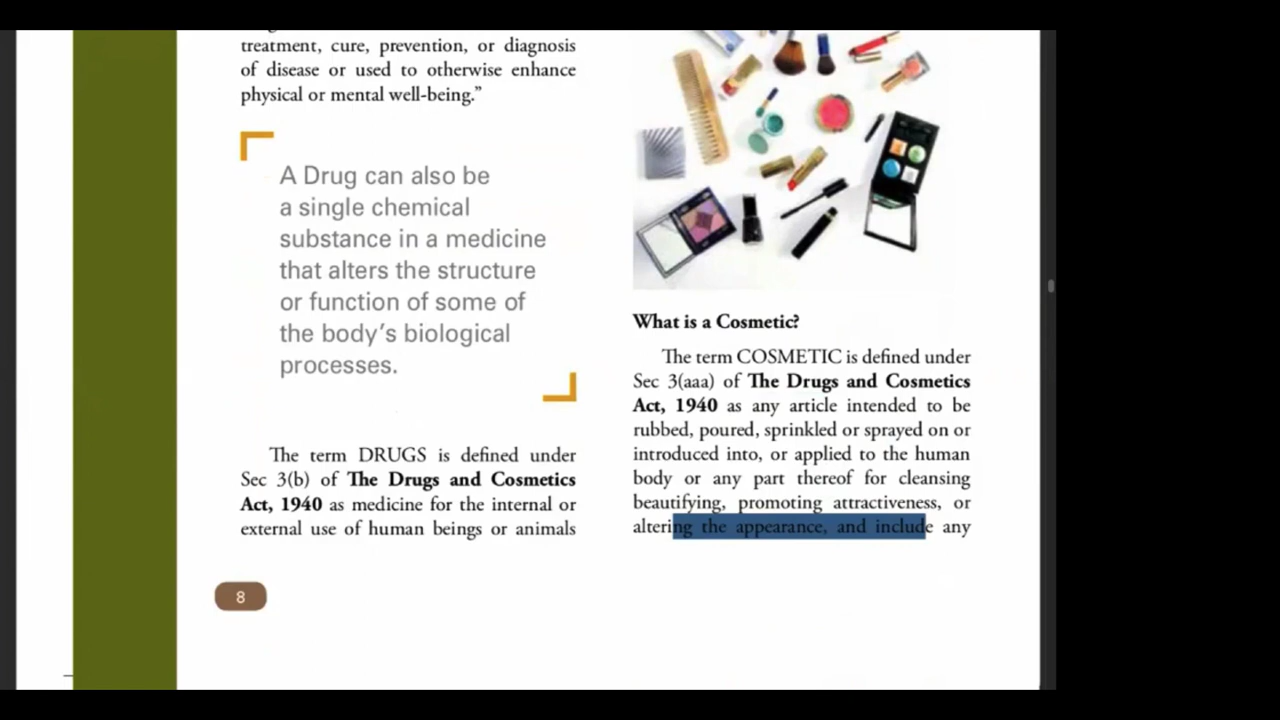 treatment, cure, prevention, or diagnosis
of disease or used to otherwise enhance
physical or mental well-being.”
A Drug can also be
a single chemical
substance in a medicine
that alters the structure
or function of some of
the body’s biological
processes.
The term DRUGS is defined under
Sec 3(b) of The Drugs and Cosmetics
Act, 1940 as medicine for the internal or
external use of human beings or animals
What is a Cosmetic?
The term COSMETIC is defined under
Sec 3(aaa) of The Drugs and Cosmetics
Act, 1940 as any article intended to be
rubbed, poured, sprinkled or sprayed on or
introduced into, or applied to the human
body or any part thereof for cleansing
beautifying, promoting attractiveness, or
altering the appearance, and include any
8